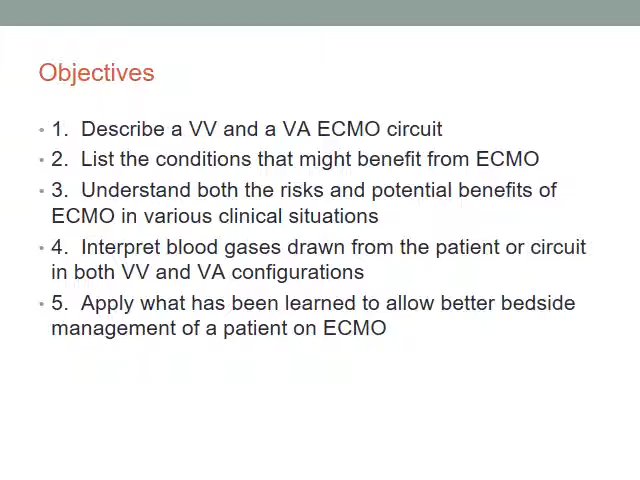 Objectives
• 1. Describe a VV and a VA ECMO circuit
• 2. List the conditions that might benefit from ECMO
• 3. Understand both the risks and potential benefits of
ECMO in various clinical situations
• 4. Interpret blood gases drawn from the patient or circuit
in both VV and VA configurations
• 5. Apply what has been learned to allow better bedside
management of a patient on ECMO